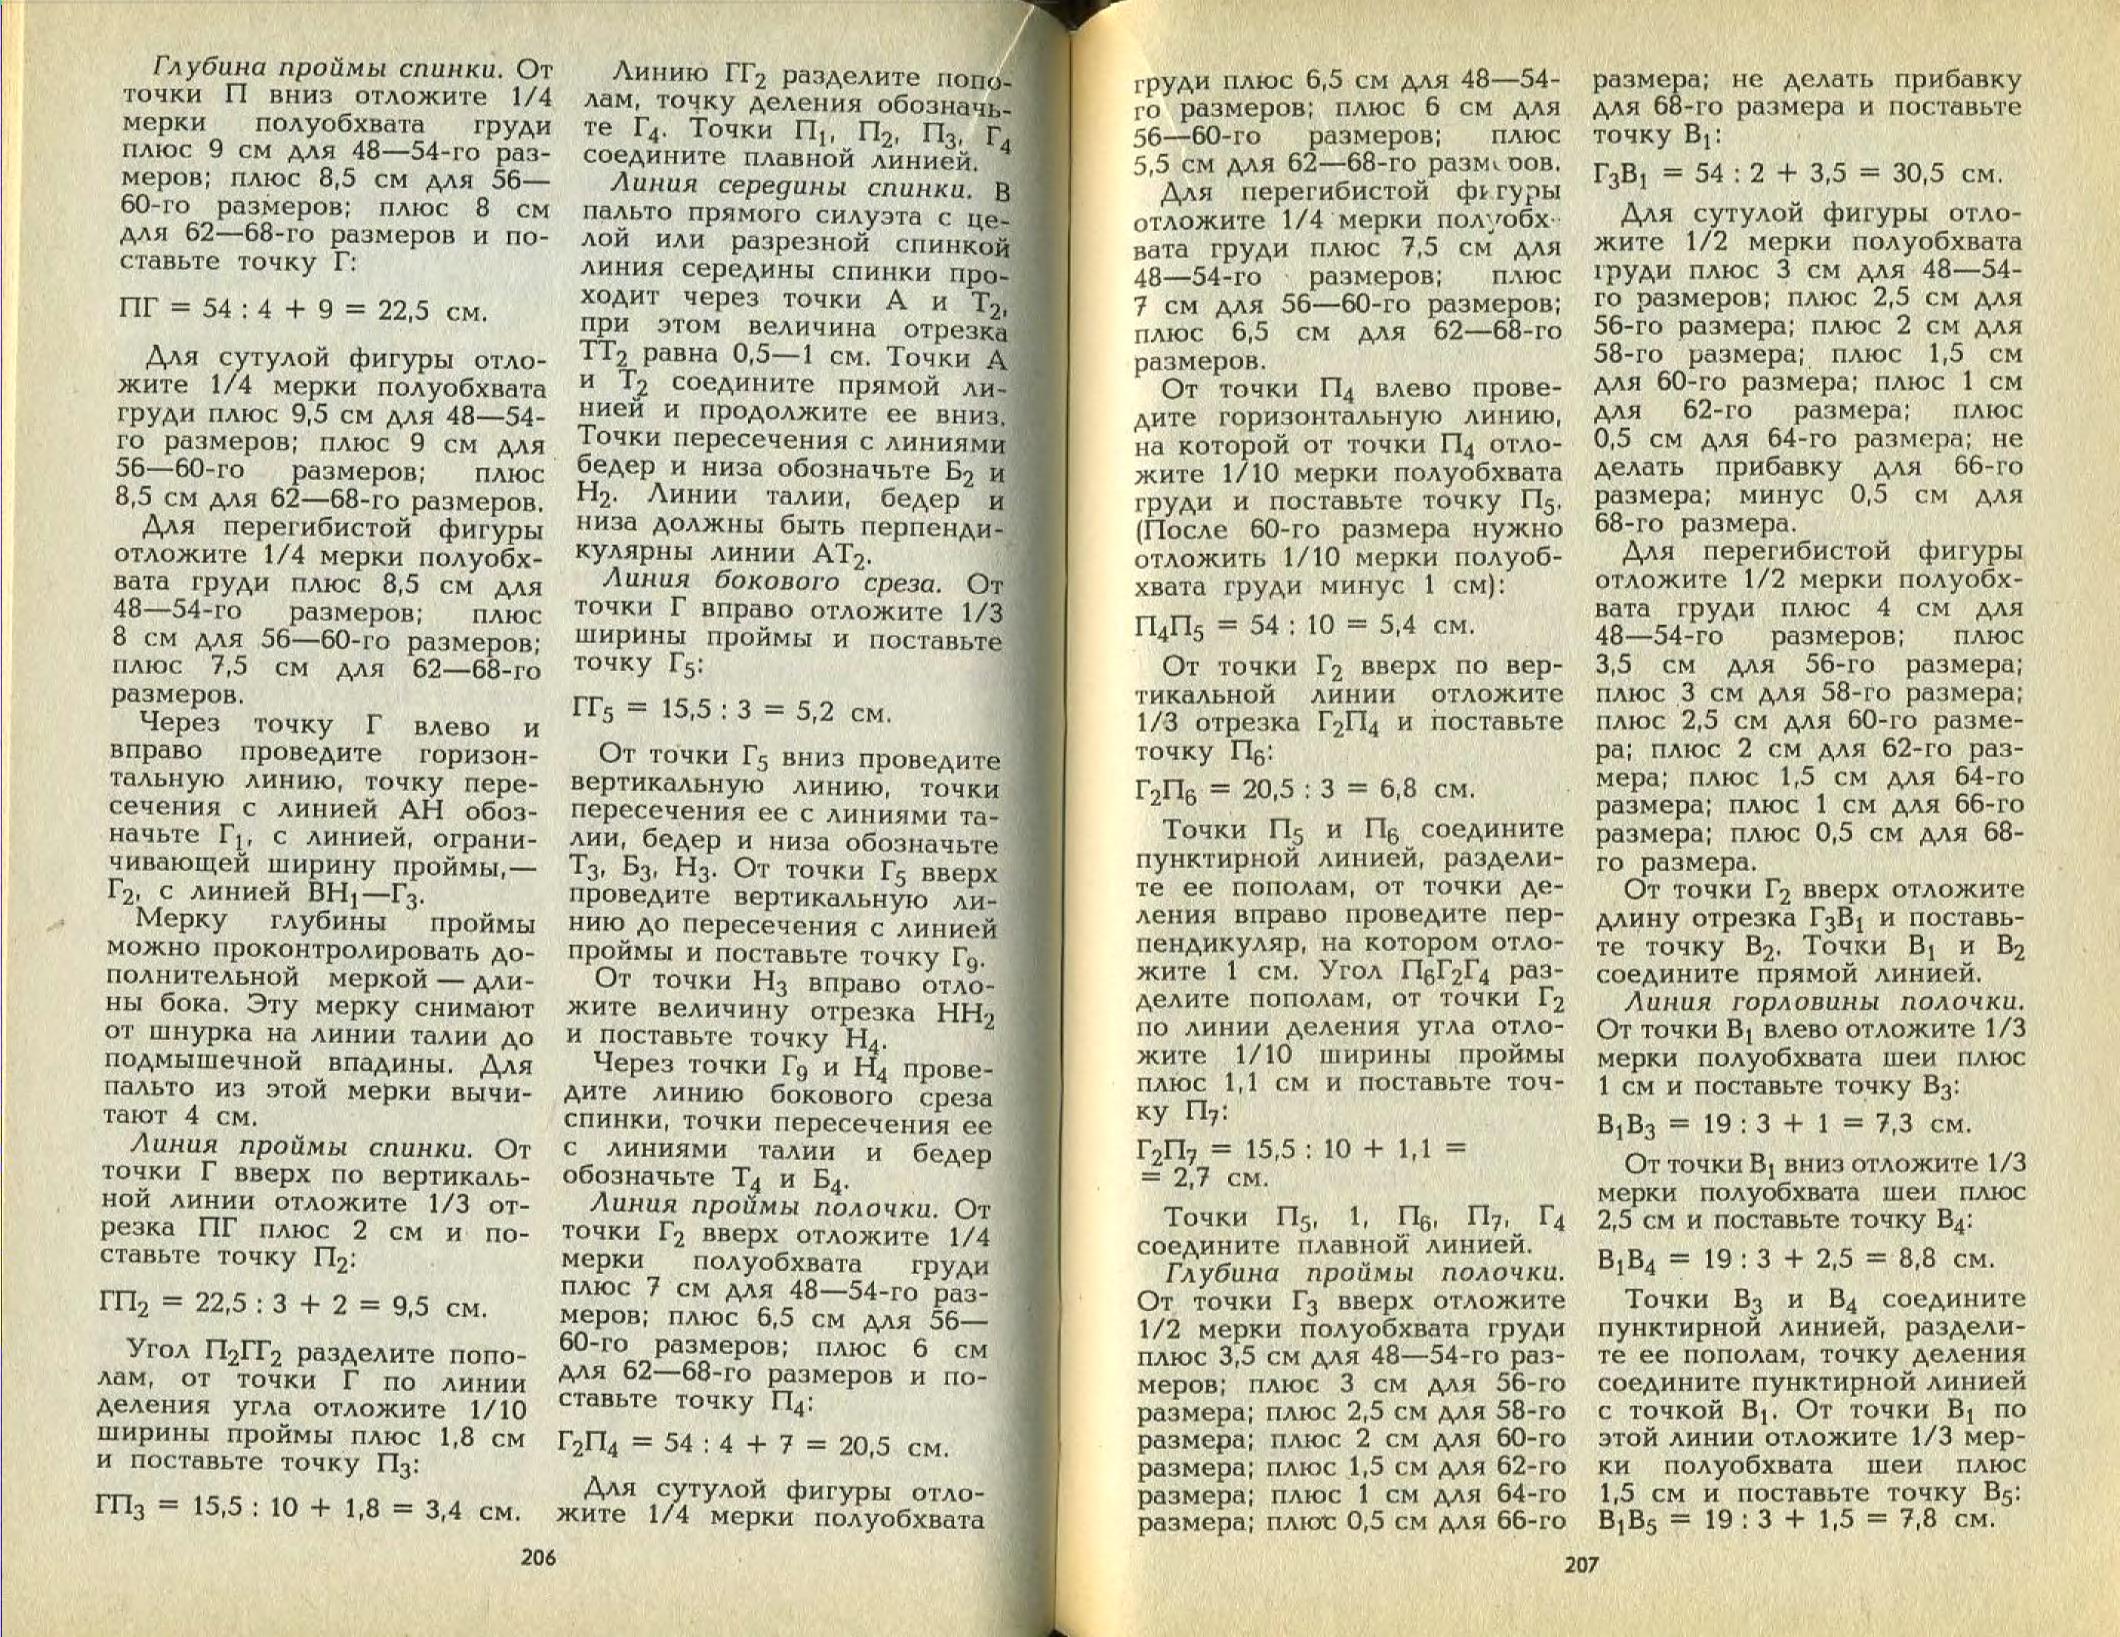 Глубина проймы спинки. От
точки П вниз отложите 1/4
мерки полуобхвата груди
плюс 9 см для 48—54-го раз-
меров; плюс 8,5 см для 56—
60-го размеров; плюс 8 см
для 62—68-го размеров и по-
ставьте точку Г:
ПГ = 54 : 4 + 9 = 22,5 см.
Для сутулой фигуры отло-
жите 1/4 мерки полуобхвата
груди плюс 9,5 см для 48—54-
го размеров; плюс 9 см для
56—60-го размеров; плюс
8,5 см для 62—68-го размеров.
Для перегибистой фигуры
отложите 1/4 мерки полуобх-
вата груди плюс 8,5 см для
48—54-го размеров; плюс
8 см для 56—60-го размеров;
плюс 7,5 см для 62—68-го
размеров.
Через точку Г влево и
вправо проведите горизон-
тальную линию, точку пере-
сечения с линией АН обоз-
начьте Г₁, с линией, ограни-
чивающей ширину проймы,—
Г₂, с линией ВН₁—Г₃.
Мерку глубины проймы
можно проконтролировать до-
полнительной меркой — дли-
ны бока. Эту мерку снимают
от шнурка на линии талии до
подмышечной впадины. Для
пальто из этой мерки вычи-
тают 4 см.
Линия проймы спинки. От
точки Г вверх по вертикаль-
ной линии отложите 1/3 от-
резка ПГ плюс 2 см и по-
ставьте точку П₂:
ГП₂ = 22,5 : 3 + 2 = 9,5 см.
Угол П₂ГГ₂ разделите попо-
лам, от точки Г по линии
деления угла отложите 1/10
ширины проймы плюс 1,8 см
и поставьте точку П₃:
ГП₃ = 15,5 : 10 + 1,8 = 3,4 см.
Линию ГГ₂ разделите попо-
лам, точку деления обозначь-
те Г₄. Точки П₁, П₂, П₃, Г₄
соедините плавной линией.
Линия середины спинки. В
пальто прямого силуэта с це-
лой или разрезной спинкой
линия середины спинки про-
ходит через точки А и Т₂,
при этом величина отрезка
ТТ₂ равна 0,5—1 см. Точки А
и Т₂ соедините прямой ли-
нией и продолжите ее вниз.
Точки пересечения с линиями
бедер и низа обозначьте Б₂ и
Н₂. Линии талии, бедер и
низа должны быть перпенди-
кулярны линии АТ₂.
Линия бокового среза. От
точки Г вправо отложите 1/3
ширины проймы и поставьте
точку Г₅:
ГГ₅ = 15,5 : 3 = 5,2 см.
От точки Г₅ вниз проведите
вертикальную линию, точки
пересечения ее с линиями та-
лии, бедер и низа обозначьте
Т₃, Б₃, Н₃. От точки Г₅ вверх
проведите вертикальную ли-
нию до пересечения с линией
проймы и поставьте точку Г₉.
От точки Н₃ вправо отло-
жите величину отрезка НН₂
и поставьте точку Н₄.
Через точки Г₉ и Н₄ прове-
дите линию бокового среза
спинки, точки пересечения ее
с линиями талии и бедер
обозначьте Т₄ и Б₄.
Линия проймы полочки. От
точки Г₂ вверх отложите 1/4
мерки полуобхвата груди
плюс 7 см для 48—54-го раз-
меров; плюс 6,5 см для 56—
60-го размеров; плюс 6 см
для 62—68-го размеров и по-
ставьте точку П₄:
Г₂П₄ = 54 : 4 + 7 = 20,5 см.
Для сутулой фигуры отло-
жите 1/4 мерки полуобхвата
206
груди плюс 6,5 см для 48—54-
го размеров; плюс 6 см для
56—60-го размеров; плюс
5,5 см для 62—68-го размеров.
Для перегибистой фигуры
отложите 1/4 мерки полуобх-
вата груди плюс 7,5 см для
48—54-го размеров; плюс
7 см для 56—60-го размеров;
плюс 6,5 см для 62—68-го
размеров.
От точки П₄ влево прове-
дите горизонтальную линию,
на которой от точки П₄ отло-
жите 1/10 мерки полуобхвата
груди и поставьте точку П₅.
(После 60-го размера нужно
отложить 1/10 мерки полуоб-
хвата груди минус 1 см):
П₄П₅ = 54 : 10 = 5,4 см.
От точки Г₂ вверх по вер-
тикальной линии отложите
1/3 отрезка Г₂П₄ и поставьте
точку П₆:
Г₂П₆ = 20,5 : 3 = 6,8 см.
Точки П₅ и П₆ соедините
пунктирной линией, раздели-
те ее пополам, от точки де-
ления вправо проведите пер-
пендикуляр, на котором отло-
жите 1 см. Угол П₆Г₂Г₄ раз-
делите пополам, от точки Г₂
по линии деления угла отло-
жите 1/10 ширины проймы
плюс 1,1 см и поставьте точ-
ку П₇:
Г₂П₇ = 15,5 : 10 + 1,1 =
= 2,7 см.
Точки П₅, 1, П₆, П₇, Г₄
соедините плавной линией.
Глубина проймы полочки.
От точки Г₃ вверх отложите
1/2 мерки полуобхвата груди
плюс 3,5 см для 48—54-го раз-
меров; плюс 3 см для 56-го
размера; плюс 2,5 см для 58-го
размера; плюс 2 см для 60-го
размера; плюс 1,5 см для 62-го
размера; плюс 1 см для 64-го
размера; плюс 0,5 см для 66-го
размера; не делать прибавку
для 68-го размера и поставьте
точку В₁:
Г₃В₁ = 54 : 2 + 3,5 = 30,5 см.
Для сутулой фигуры отло-
жите 1/2 мерки полуобхвата
груди плюс 3 см для 48—54-
го размеров; плюс 2,5 см для
56-го размера; плюс 2 см для
58-го размера; плюс 1,5 см
для 60-го размера; плюс 1 см
для 62-го размера; плюс
0,5 см для 64-го размера; не
делать прибавку для 66-го
размера; минус 0,5 см для
68-го размера.
Для перегибистой фигуры
отложите 1/2 мерки полуобх-
вата груди плюс 4 см для
48—54-го размеров; плюс
3,5 см для 56-го размера;
плюс 3 см для 58-го размера;
плюс 2,5 см для 60-го разме-
ра; плюс 2 см для 62-го раз-
мера; плюс 1,5 см для 64-го
размера; плюс 1 см для 66-го
размера; плюс 0,5 см для 68-
го размера.
От точки Г₂ вверх отложите
длину отрезка Г₃В₁ и поставь-
те точку В₂. Точки В₁ и В₂
соедините прямой линией.
Линия горловины полочки.
От точки В₁ влево отложите 1/3
мерки полуобхвата шеи плюс
1 см и поставьте точку В₃:
В₁В₃ = 19 : 3 + 1 = 7,3 см.
От точки В₁ вниз отложите 1/3
мерки полуобхвата шеи плюс
2,5 см и поставьте точку В₄:
В₁В₄ = 19 : 3 + 2,5 = 8,8 см.
Точки В₃ и В₄ соедините
пунктирной линией, раздели-
те ее пополам, точку деления
соедините пунктирной линией
с точкой В₁. От точки В₁ по
этой линии отложите 1/3 мер-
ки полуобхвата шеи плюс
1,5 см и поставьте точку В₅:
В₁В₅ = 19 : 3 + 1,5 = 7,8 см.
207